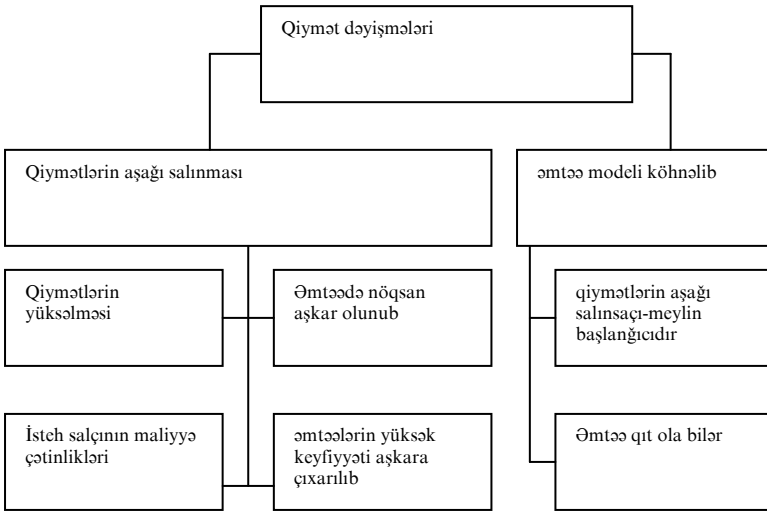 Qiymət dəyişmələri
Qiymətlərin aşağı salınması
əmtəə modeli köhnəlib
Qiymətlərin
yüksəlməsi
Əmtəədə nöqsan
aşkar olunub
qiymətlərin aşağı
salınsaçı-meylin
başlanğıcıdır
İsteh salçının maliyyə
çətinlikləri
əmtəələrin yüksək
keyfiyyəti aşkara
çıxarılıb
Əmtəə qıt ola bilər